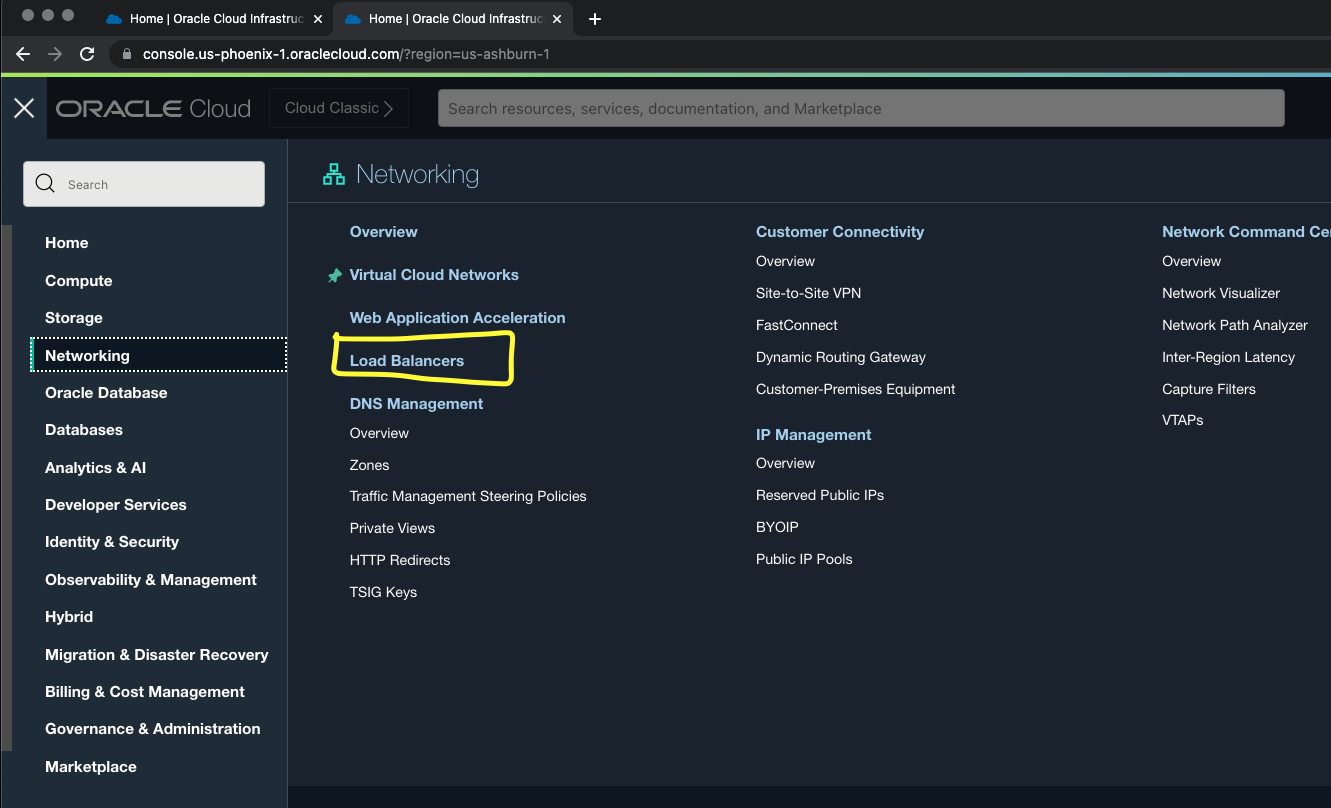 Home | Oracle Cloud Infrastruc
Home | Oracle Cloud Infrastruc
console.us-phoenix-1.oraclecloud.com/?region=us-ashburn-1
ORACLE Cloud
Cloud Classic
Search resources, services, documentation, and Marketplace
Search
Home
Compute
Storage
Networking
Oracle Database
Databases
Analytics & AI
Developer Services
Identity & Security
Observability & Management
Hybrid
Migration & Disaster Recovery
Billing & Cost Management
Governance & Administration
Marketplace
Networking
Overview
Virtual Cloud Networks
Web Application Acceleration
Load Balancers
DNS Management
Overview
Zones
Traffic Management Steering Policies
Private Views
HTTP Redirects
TSIG Keys
Customer Connectivity
Overview
Site-to-Site VPN
FastConnect
Dynamic Routing Gateway
Customer-Premises Equipment
IP Management
Overview
Reserved Public IPs
BYOIP
Public IP Pools
Network Command Ce
Overview
Network Visualizer
Network Path Analyzer
Inter-Region Latency
Capture Filters
VTAPs